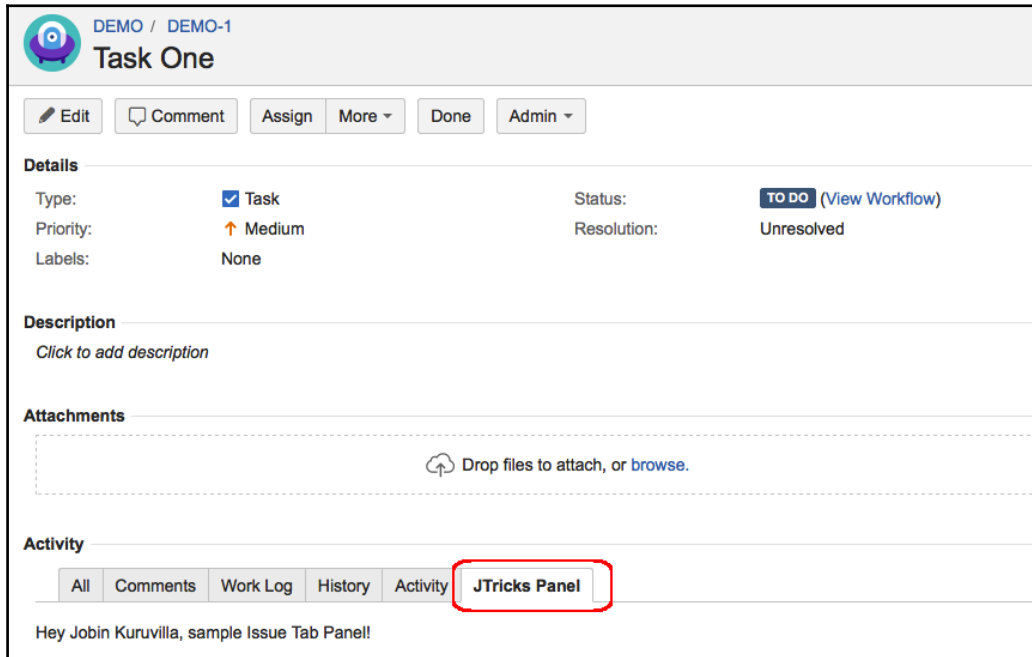 DEMO / DEMO-1
Task One
Edit Comment Assign More Done Admin
Details
Type: Task Status: TO DO (View Workflow)
Priority: Medium Resolution: Unresolved
Labels: None
Description
Click to add description
Attachments
Drop files to attach, or browse.
Activity
All Comments Work Log History Activity JTricks Panel
Hey Jobin Kuruvilla, sample Issue Tab Panel!